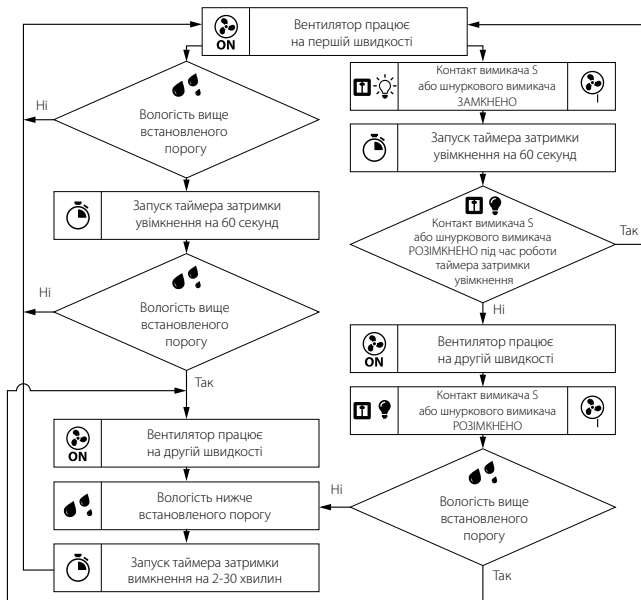 ON
Вентилятор працює
на першій швидкості
Ні
Вологість вище
встановленого
порогу
Запуск таймера затримки
увімкнення на 60 секунд
Ні
Вологість вище
встановленого
порогу
Так
ON
Вентилятор працює
на другій швидкості
Вологість нижче
встановленого порогу
Запуск таймера затримки
вимкнення на 2-30 хвилин
Контакт вимикача S
або шнуркового вимикача
ЗАМКНЕНО
Запуск таймера затримки
увімкнення на 60 секунд
Контакт вимикача S
або шнуркового вимикача
РОЗІМКНЕНО під час роботи
таймера затримки
увімкнення
Так
Ні
ON
Вентилятор працює
на другій швидкості
Контакт вимикача S
або шнуркового вимикача
РОЗІМКНЕНО
Ні
Вологість вище
встановленого
порогу
Так